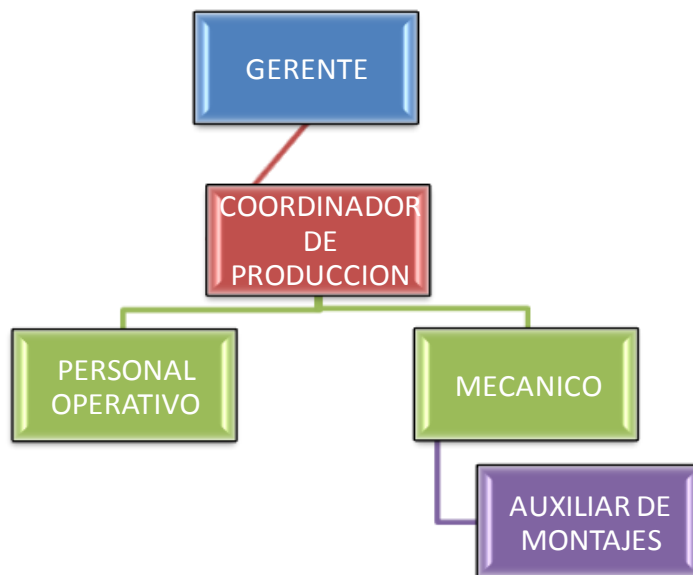 GERENTE
COORDINADOR
DE
PRODUCCION
PERSONAL
OPERATIVO
MECANICO
AUXILIAR DE
MONTAJES